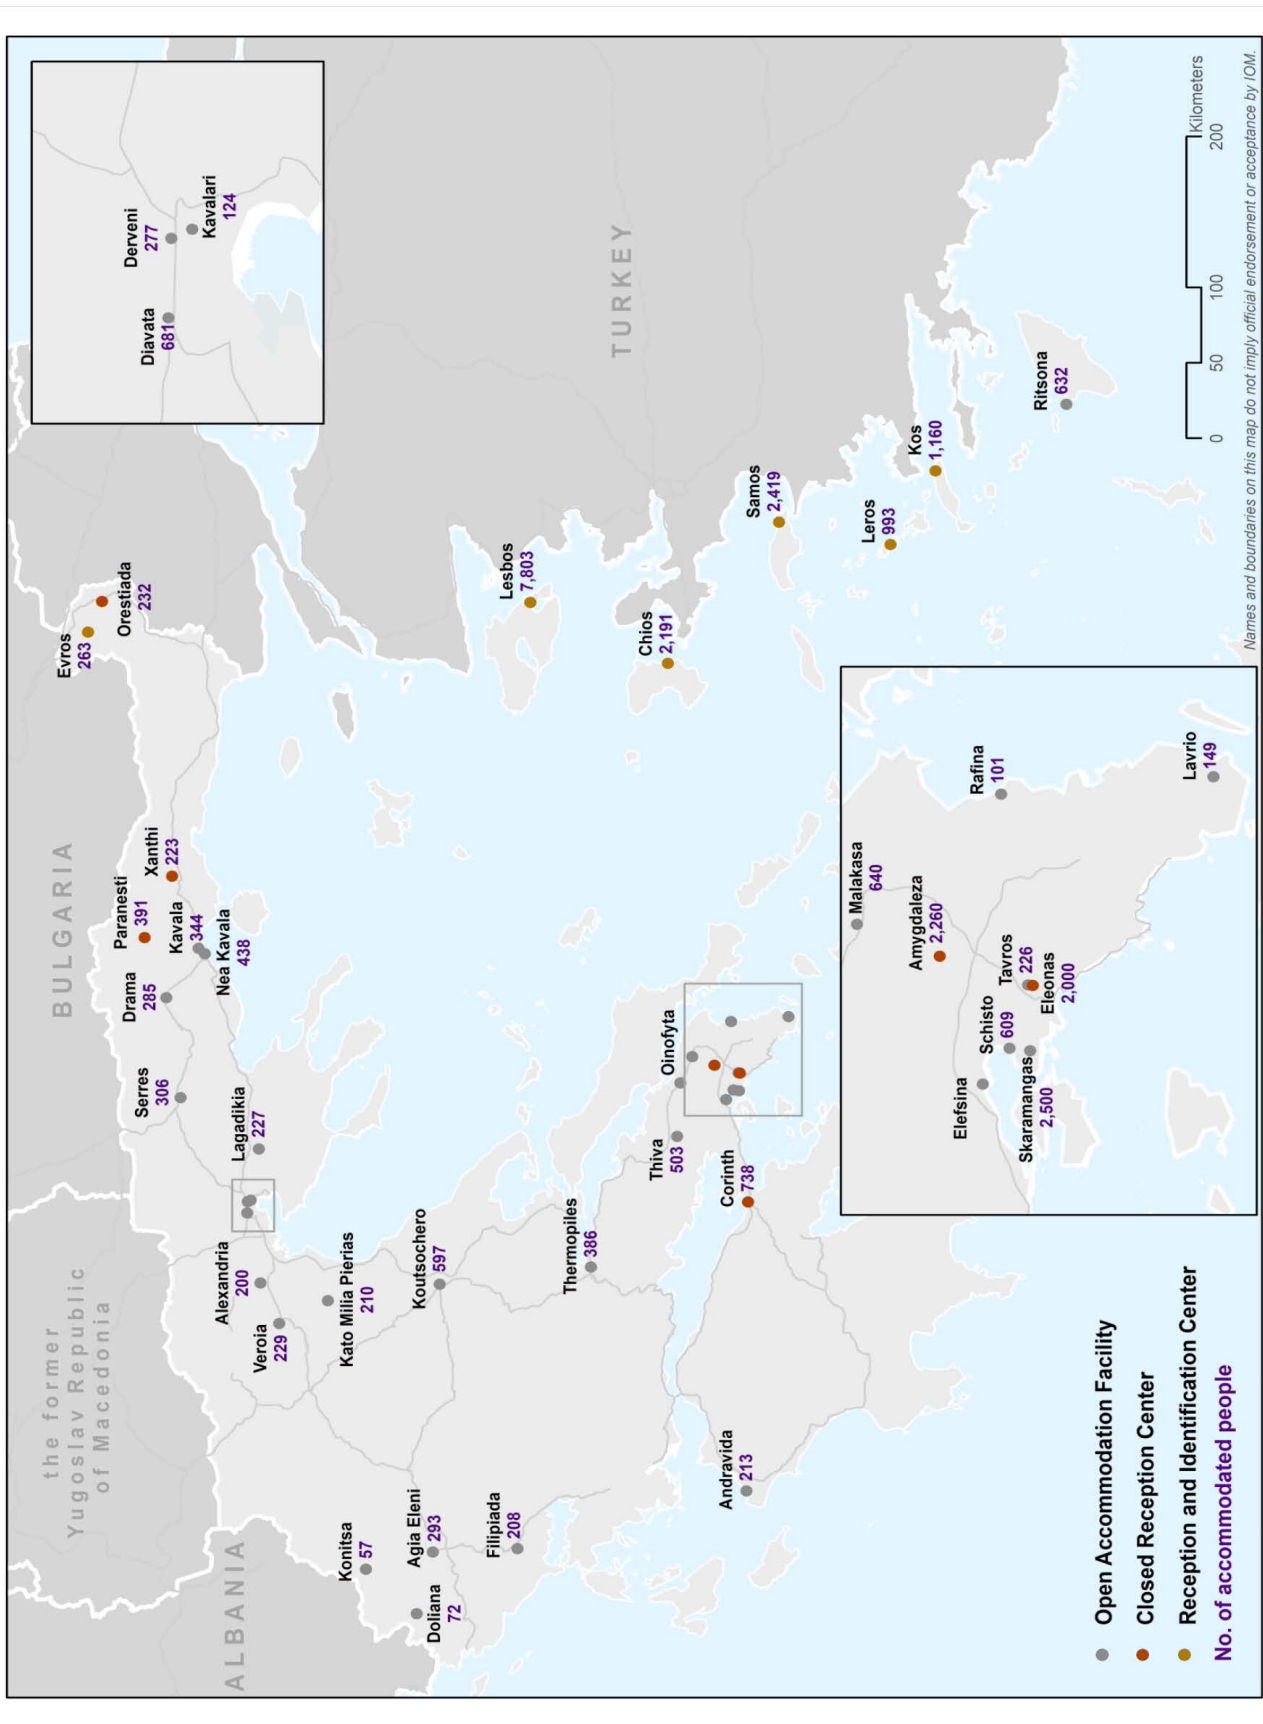 the former
Yugoslav Republic
of Macedonia
BULGARIA
ALBANIA
TURKEY
Evros
263
Orestiada
232
Paranesti
391
Xanthi
223
Drama
285
Kavala
344
Nea Kavala
438
Serres
306
Lagadikia
227
Alexandria
200
Veroia
229
Kato Milia Pierias
210
Koutsochero
597
Konitsa
57
Agia Eleni
293
Doliana
72
Filipiada
208
Thermopiles
386
Thiva
503
Oinofyta
Corinth
738
Andravida
213
Lesbos
7,803
Chios
2,191
Samos
2,419
Leros
993
Kos
1,160
Ritsona
632
Diavata
681
Derveni
277
Kavalari
124
Malakasa
640
Amygdaleza
2,260
Rafina
101
Tavros
226
Eleonas
2,000
Schisto
609
Elefsina
Skaramangas
2,500
Lavrio
149
Open Accommodation Facility
Closed Reception Center
Reception and Identification Center
No. of accommodated people
Kilometers
0 50 100 200
Names and boundaries on this map do not imply official endorsement or acceptance by IOM.